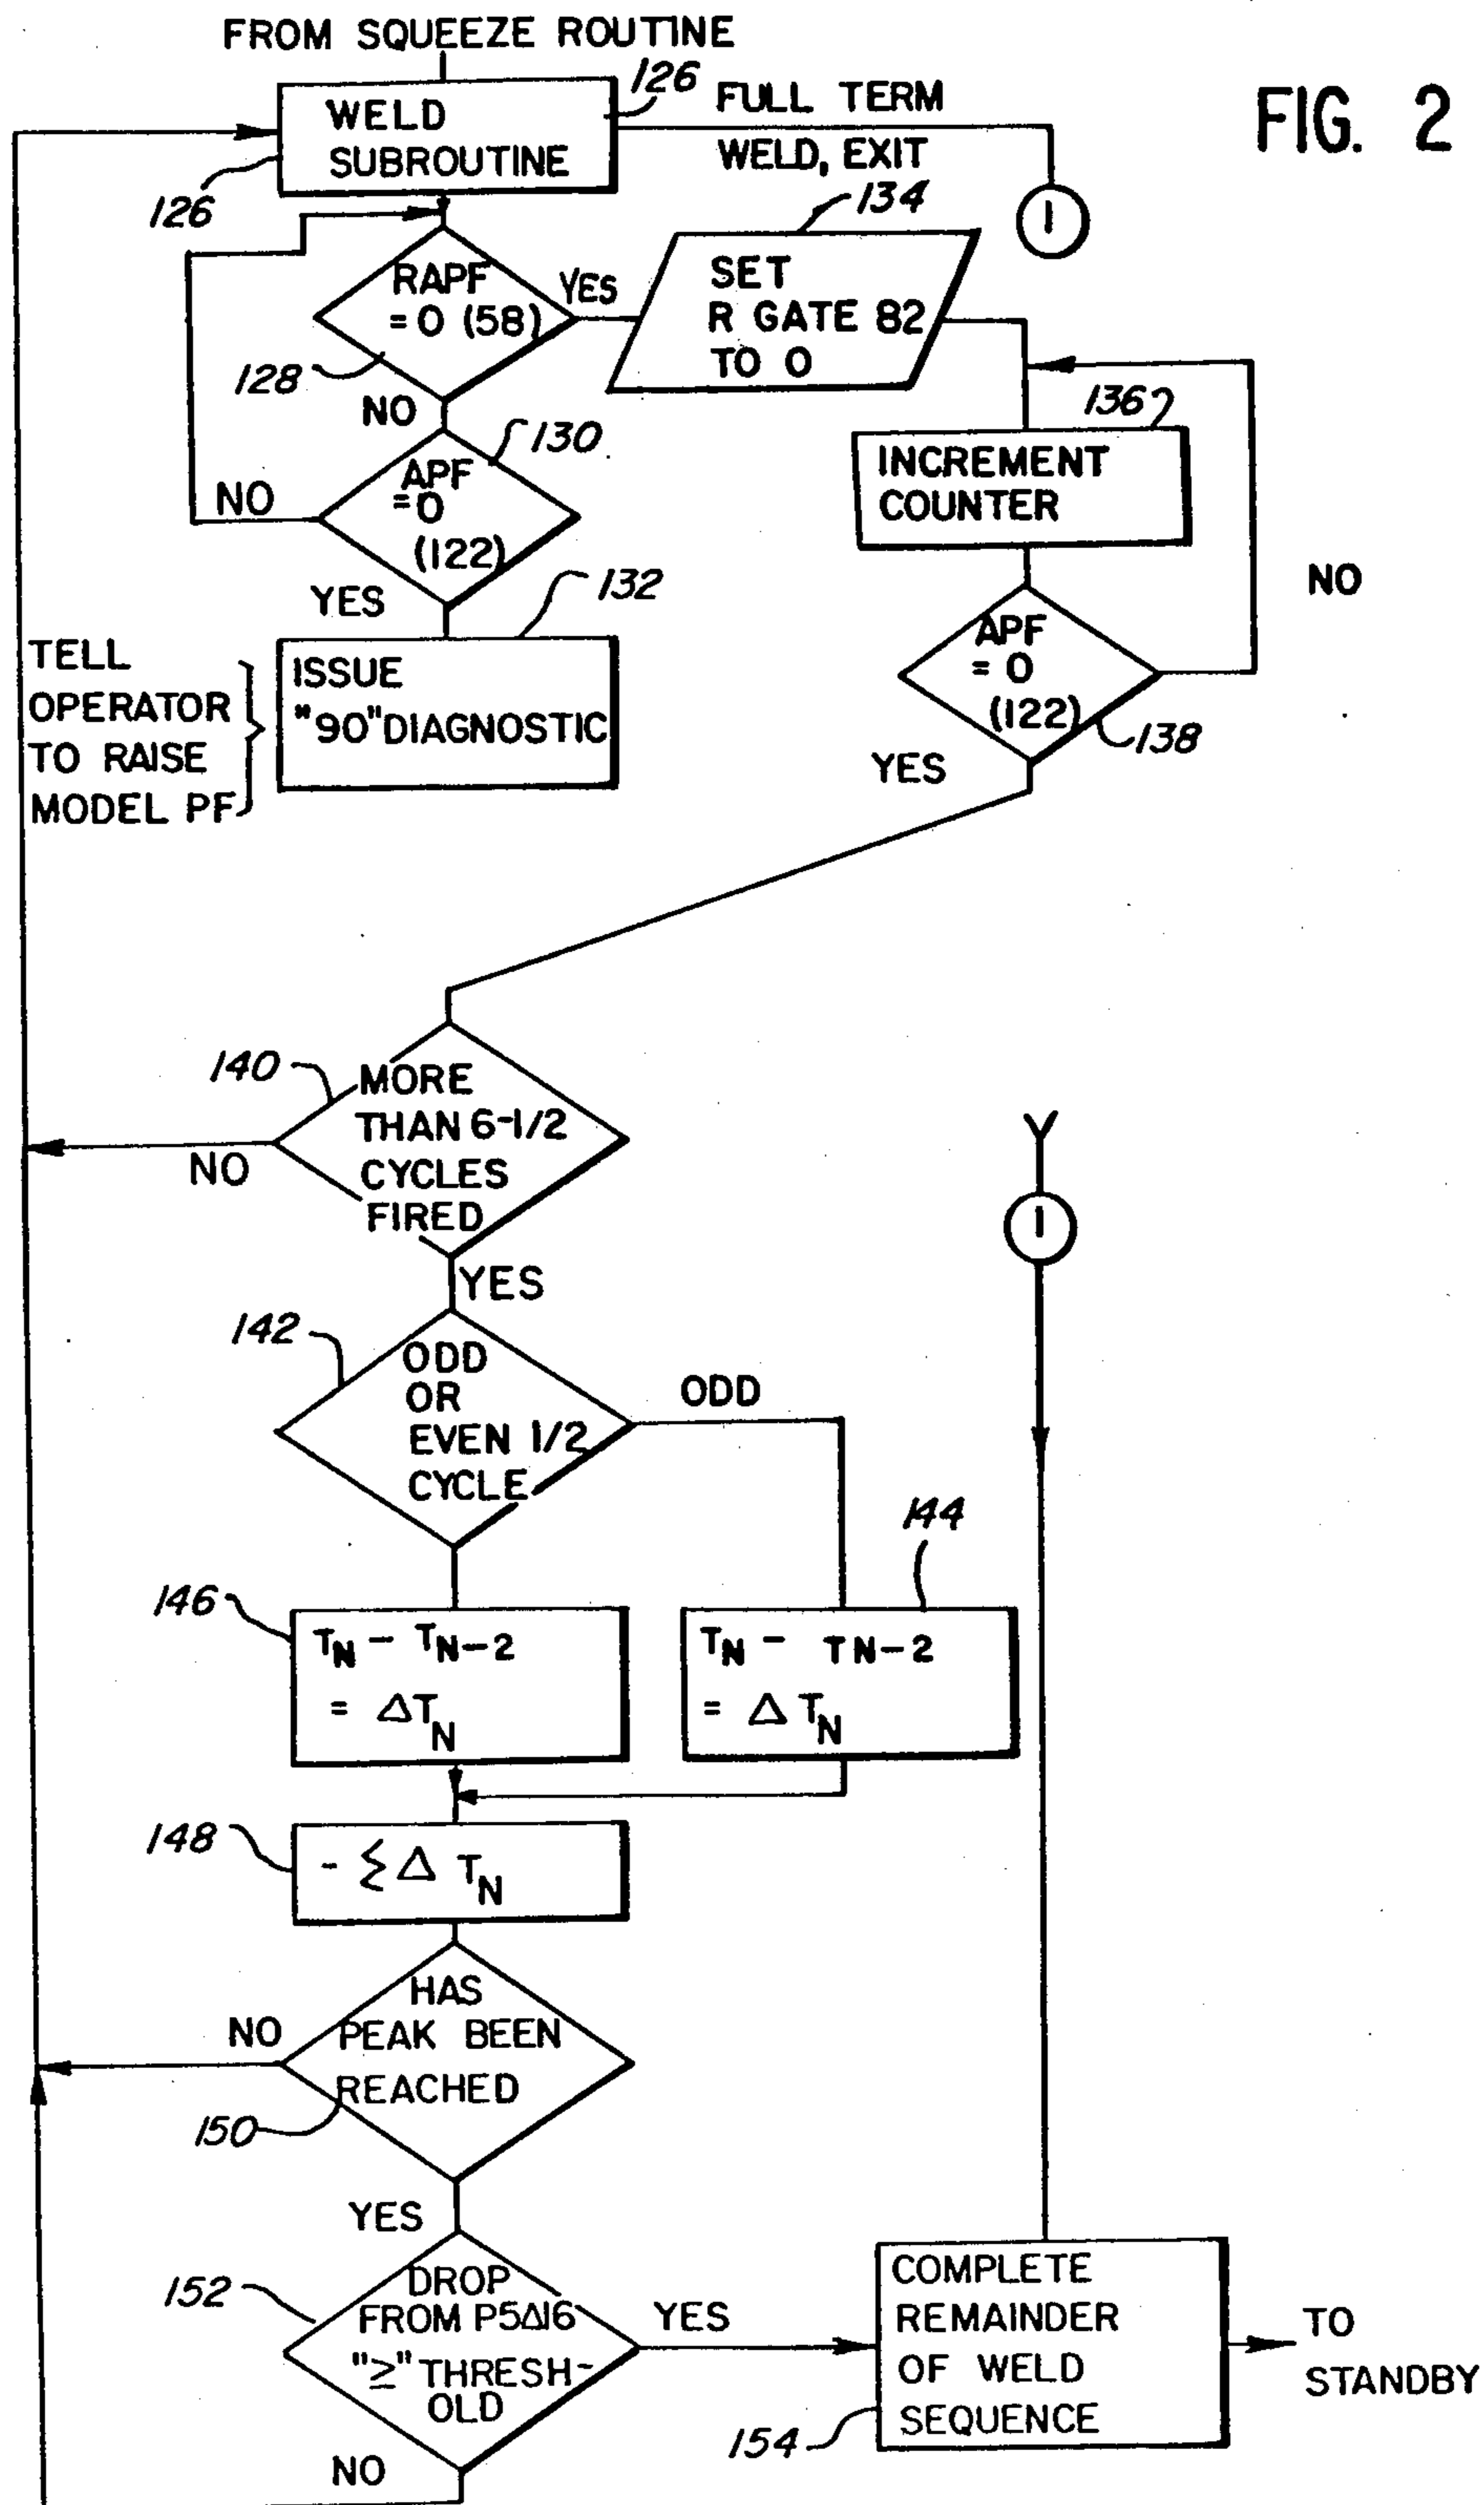 FROM SQUEEZE ROUTINE
FIG. 2
126
WELD
SUBROUTINE
126
FULL TERM
WELD, EXIT
1
134
RAPF
=0 (58)
YES
128
NO
SET
R GATE 82
TO 0
130
APF
=0
(122)
NO
YES
136
INCREMENT
COUNTER
NO
132
TELL
OPERATOR
TO RAISE
MODEL PF
ISSUE
"90" DIAGNOSTIC
APF
= 0
(122)
138
YES
140
MORE
THAN 6-1/2
CYCLES
FIRED
NO
YES
1
142
ODD
OR
EVEN 1/2
CYCLE
ODD
144
146
TN – TN–2
= ΔTN
TN – TN–2
= Δ TN
148
- Σ Δ TN
HAS
PEAK BEEN
REACHED
NO
150
YES
152
DROP
FROM P5Δ16
"≥" THRESH-
OLD
YES
NO
COMPLETE
REMAINDER
OF WELD
SEQUENCE
154
TO
STANDBY